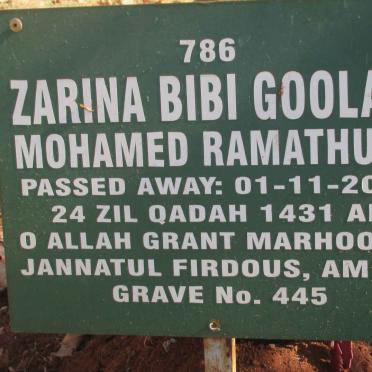 786
ZARINA BIBI GOOLA
MOHAMED RAMATHU
PASSED AWAY: 01-11-20
24 ZIL QADAH 1431 A
O ALLAH GRANT MARHOO
JANNATUL FIRDOUS, AM
GRAVE No. 445